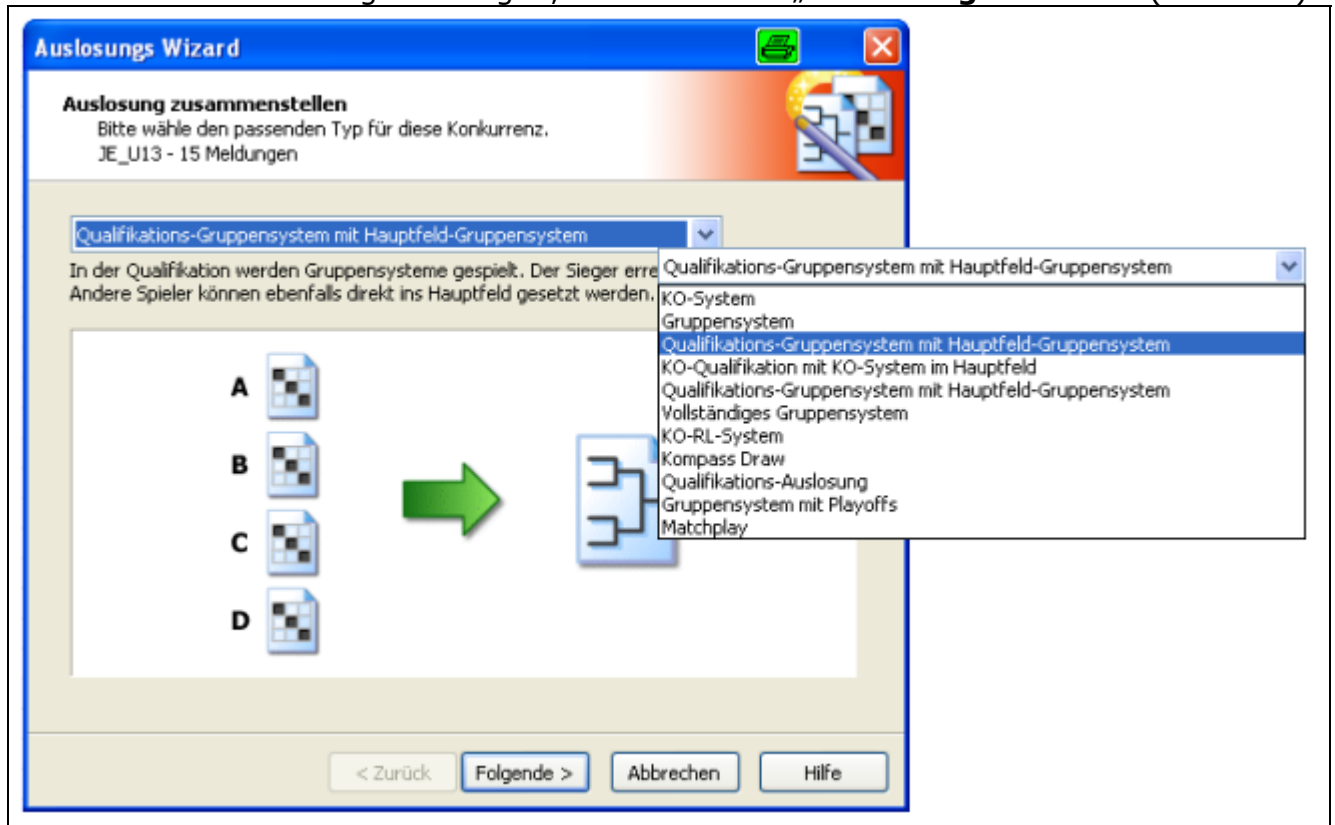 Auslosungs Wizard
Auslosung zusammenstellen
Bitte wähle den passenden Typ für diese Konkurrenz.
JE_U13 - 15 Meldungen
Qualifikations-Gruppensystem mit Hauptfeld-Gruppensystem
In der Qualifikation werden Gruppensysteme gespielt. Der Sieger erre
Andere Spieler können ebenfalls direkt ins Hauptfeld gesetzt werden.
Qualifikations-Gruppensystem mit Hauptfeld-Gruppensystem
KO-System
Gruppensystem
Qualifikations-Gruppensystem mit Hauptfeld-Gruppensystem
KO-Qualifikation mit KO-System im Hauptfeld
Qualifikations-Gruppensystem mit Hauptfeld-Gruppensystem
Vollständiges Gruppensystem
KO-RL-System
Kompass Draw
Qualifikations-Auslosung
Gruppensystem mit Playoffs
Matchplay
A
B
C
D
< Zurück Folgende > Abbrechen Hilfe